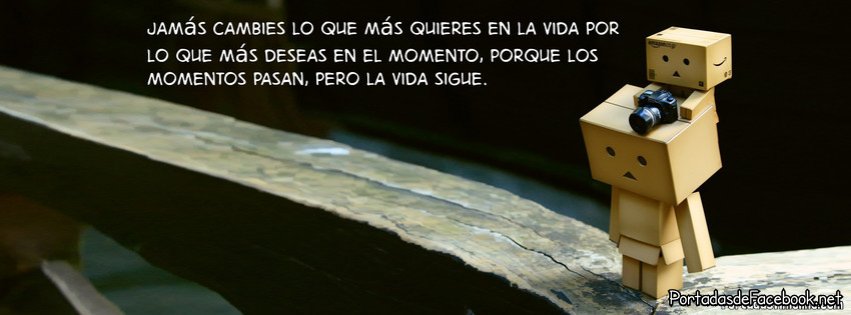 JAMÁS CAMBIES LO QUE MÁS QUIERES EN LA VIDA POR
LO QUE MÁS DESEAS EN EL MOMENTO, PORQUE LOS
MOMENTOS PASAN, PERO LA VIDA SIGUE.
PortadasdeFacebook.net